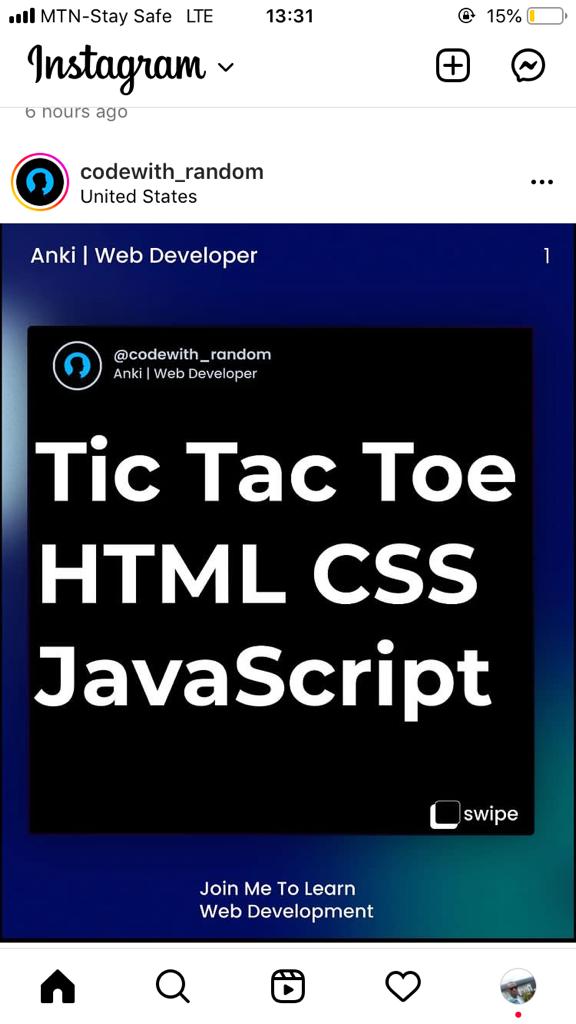 MTN-Stay Safe LTE 13:31 15%
Instagram
6 hours ago
codewith_random
United States
Anki | Web Developer 1
@codewith_random
Anki | Web Developer
Tic Tac Toe
HTML CSS
JavaScript
swipe
Join Me To Learn
Web Development